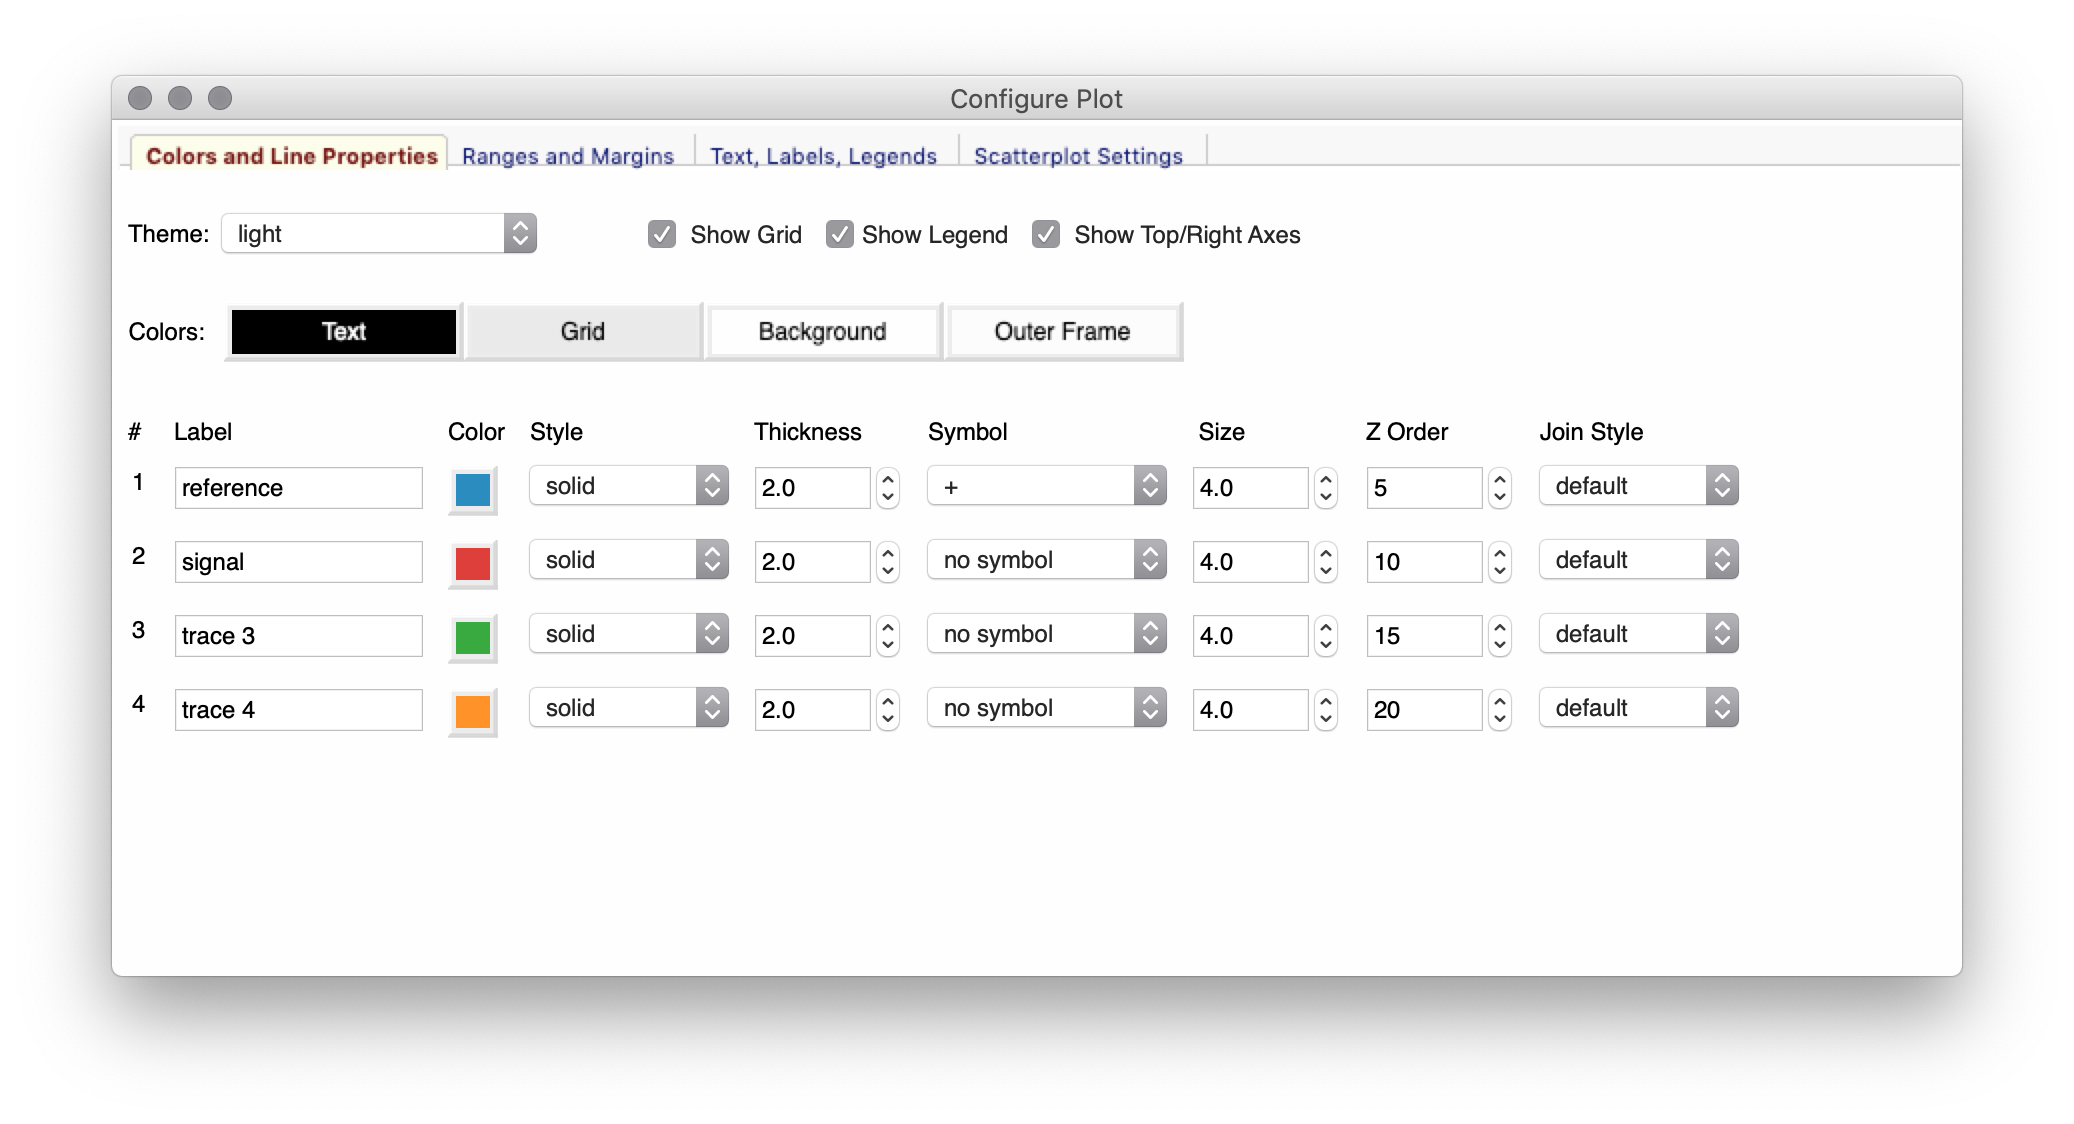 Configure Plot
Colors and Line Properties Ranges and Margins Text, Labels, Legends Scatterplot Settings
Theme: light Show Grid Show Legend Show Top/Right Axes
Colors: Text Grid Background Outer Frame
# Label Color Style Thickness Symbol Size Z Order Join Style
1 reference solid 2.0 + 4.0 5 default
2 signal solid 2.0 no symbol 4.0 10 default
3 trace 3 solid 2.0 no symbol 4.0 15 default
4 trace 4 solid 2.0 no symbol 4.0 20 default